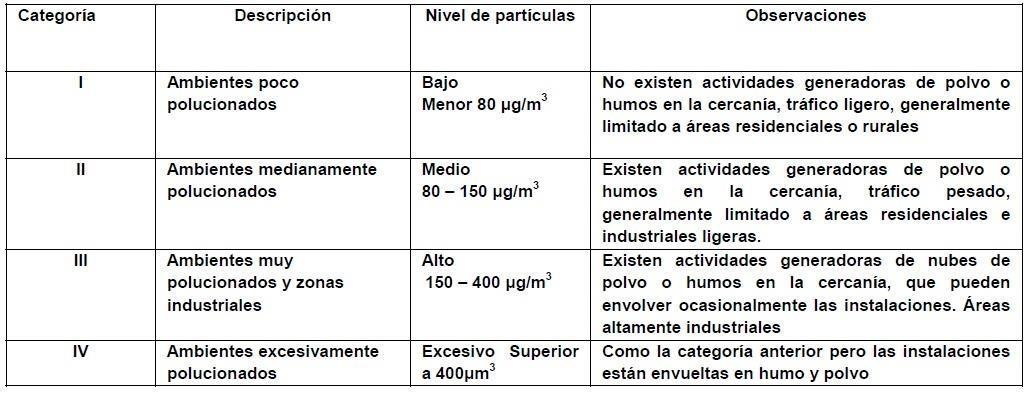 Categoría Descripción Nivel de partículas Observaciones
I Ambientes poco Bajo No existen actividades generadoras de polvo o
polucionados Menor 80 µg/m³ humos en la cercanía, tráfico ligero, generalmente
limitado a áreas residenciales o rurales
II Ambientes medianamente Medio Existen actividades generadoras de polvo o
polucionados 80 – 150 µg/m³ humos en la cercanía, tráfico pesado,
generalmente limitado a áreas residenciales e
industriales ligeras.
III Ambientes muy Alto Existen actividades generadoras de nubes de
polucionados y zonas 150 – 400 µg/m³ polvo o humos en la cercanía, que pueden
industriales envolver ocasionalmente las instalaciones. Áreas
altamente industriales
IV Ambientes excesivamente Excesivo Superior Como la categoría anterior pero las instalaciones
polucionados a 400µm³ están envueltas en humo y polvo